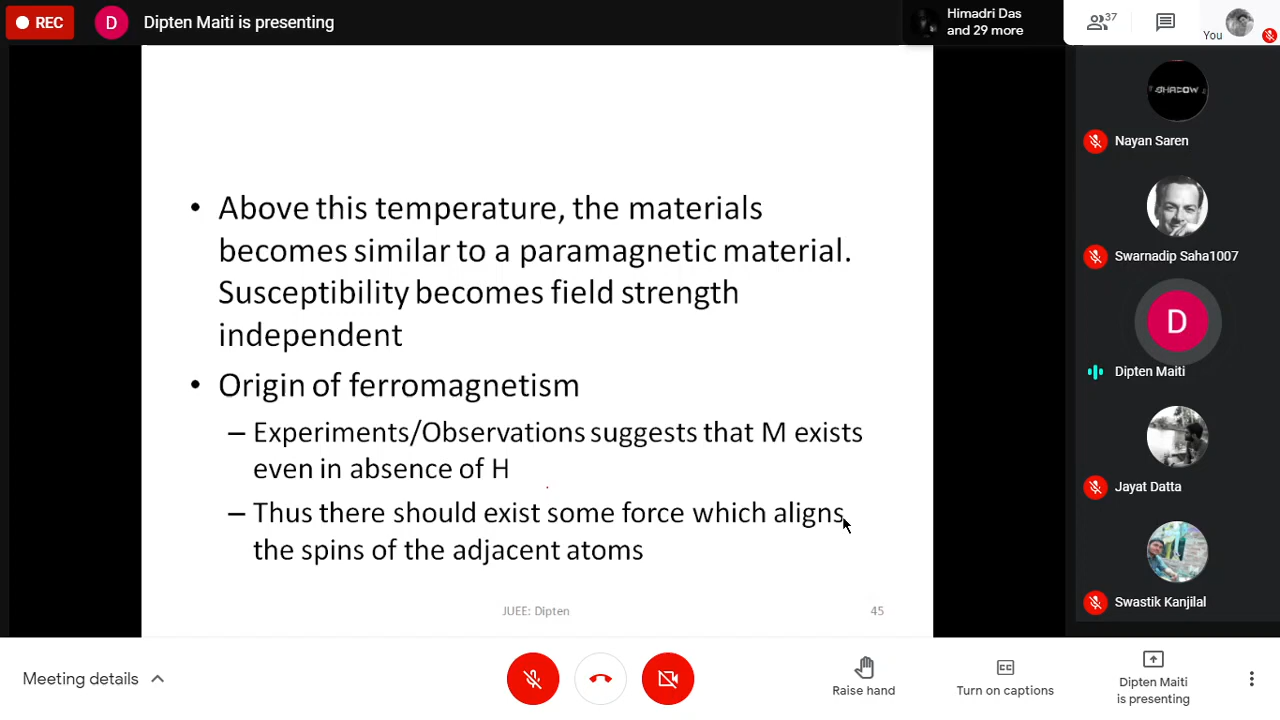 REC
D
Dipten Maiti is presenting
Himadri Das
and 29 more
37
You
SHADOW
Nayan Saren
Swarnadip Saha1007
D
Dipten Maiti
Jayat Datta
Swastik Kanjilal
• Above this temperature, the materials
becomes similar to a paramagnetic material.
Susceptibility becomes field strength
independent
• Origin of ferromagnetism
– Experiments/Observations suggests that M exists
even in absence of H
– Thus there should exist some force which aligns
the spins of the adjacent atoms
JUEE: Dipten
45
Meeting details
Raise hand
Turn on captions
Dipten Maiti
is presenting